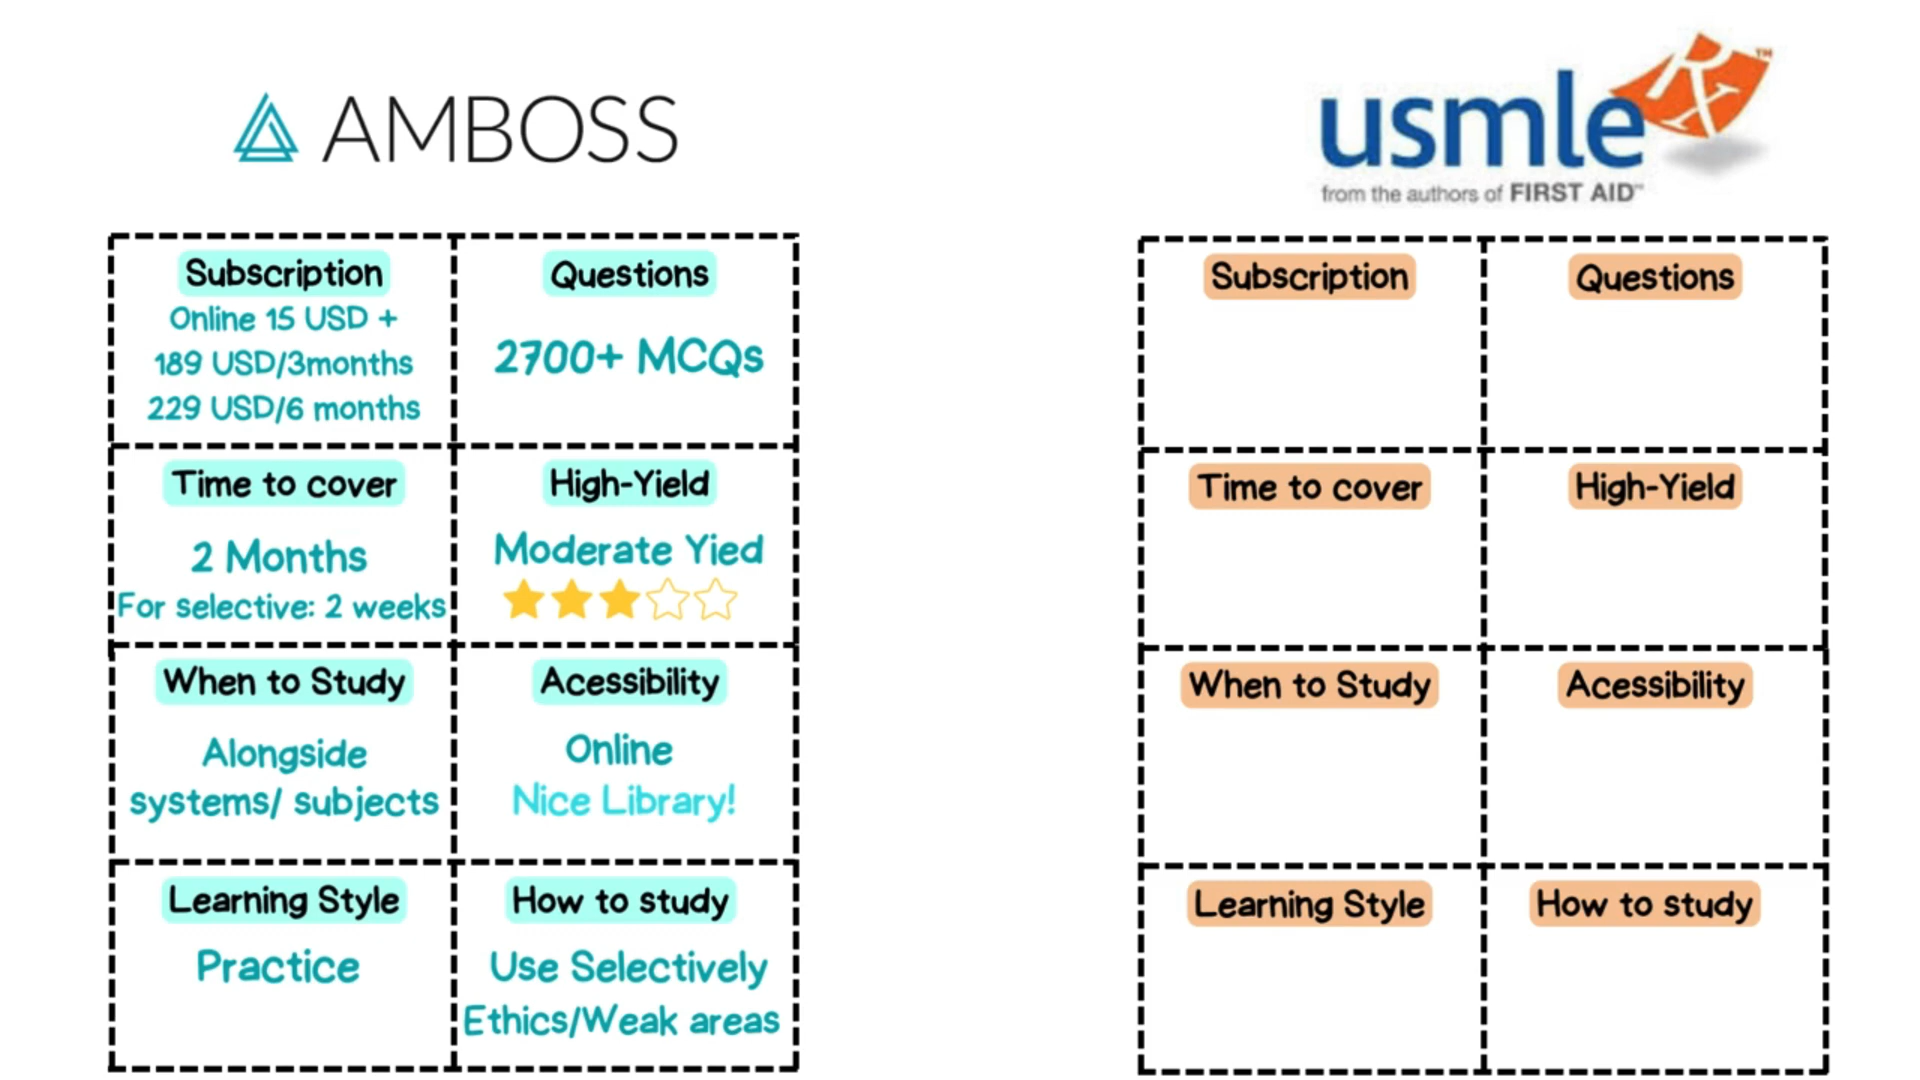 AMBOSS
Subscription
Online 15 USD +
189 USD/3months
229 USD/6 months
Questions
2700+ MCQs
Time to cover
2 Months
For selective: 2 weeks
High-Yield
Moderate Yied
When to Study
Alongside
systems/ subjects
Acessibility
Online
Nice Library!
Learning Style
Practice
How to study
Use Selectively
Ethics/Weak areas
usmle Rx TM
from the authors of FIRST AID™
Subscription
Questions
Time to cover
High-Yield
When to Study
Acessibility
Learning Style
How to study